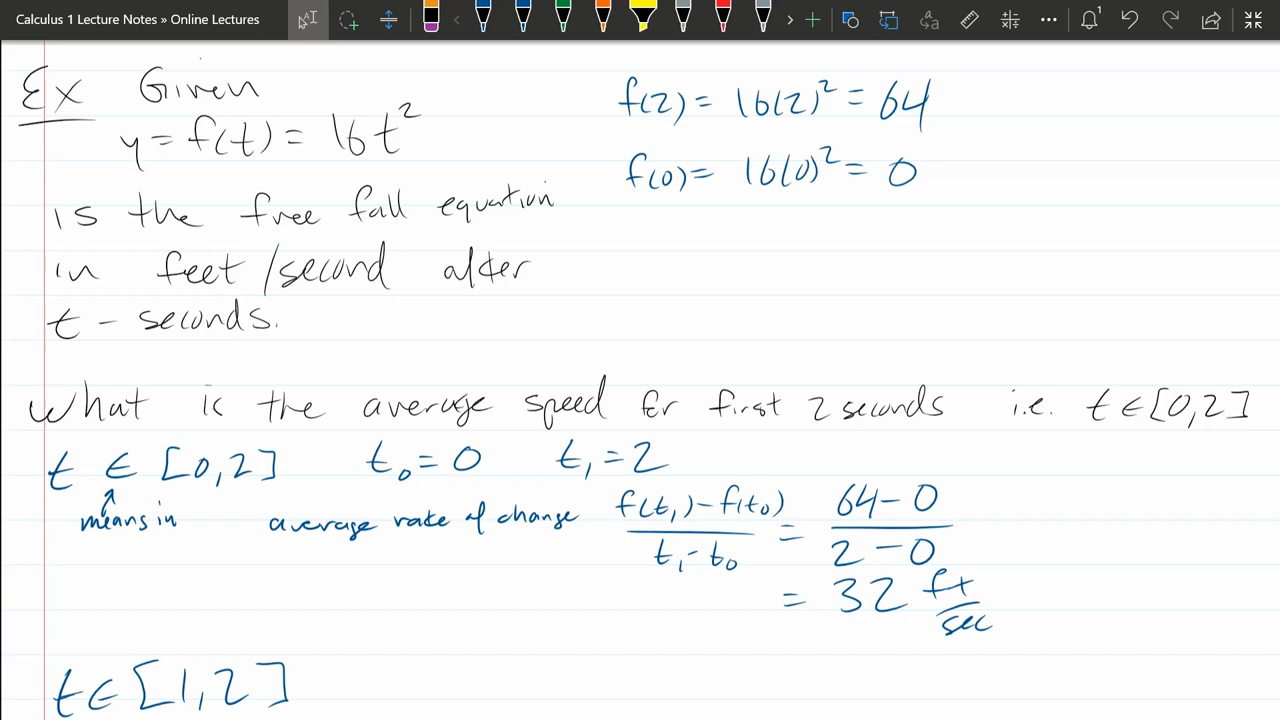 Calculus 1 Lecture Notes » Online Lectures
Ex Given
y = f(t) = 16t²
is the free fall equation
in feet/second after
t - seconds.
f(2) = 16(2)² = 64
f(0) = 16(0)² = 0
What is the average speed for first 2 seconds i.e. t ∈ [0,2]
t ∈ [0,2] t₀ = 0 t₁ = 2
means in
average rate of change (f(t₁) - f(t₀))/(t₁ - t₀) = (64 - 0)/(2 - 0)
= 32 ft/sec
t ∈ [1,2]